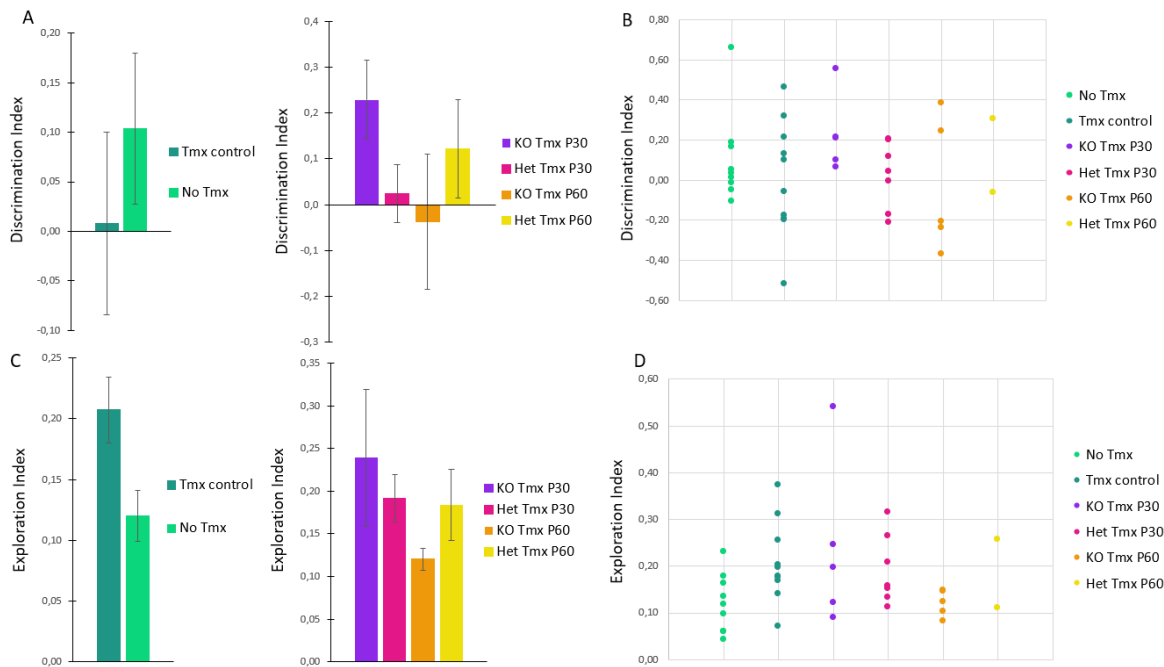 A
0,20
0,15
0,10
0,05
0,00
-0,05
-0,10
Discrimination Index
Tmx control
No Tmx
0,4
0,3
0,2
0,1
0,0
-0,1
-0,2
-0,3
Discrimination Index
KO Tmx P30
Het Tmx P30
KO Tmx P60
Het Tmx P60
B
0,80
0,60
0,40
0,20
0,00
-0,20
-0,40
-0,60
Discrimination Index
No Tmx
Tmx control
KO Tmx P30
Het Tmx P30
KO Tmx P60
Het Tmx P60
C
0,25
0,20
0,15
0,10
0,05
0,00
Exploration Index
Tmx control
No Tmx
0,35
0,30
0,25
0,20
0,15
0,10
0,05
0,00
Exploration Index
KO Tmx P30
Het Tmx P30
KO Tmx P60
Het Tmx P60
D
0,60
0,50
0,40
0,30
0,20
0,10
0,00
Exploration Index
No Tmx
Tmx control
KO Tmx P30
Het Tmx P30
KO Tmx P60
Het Tmx P60